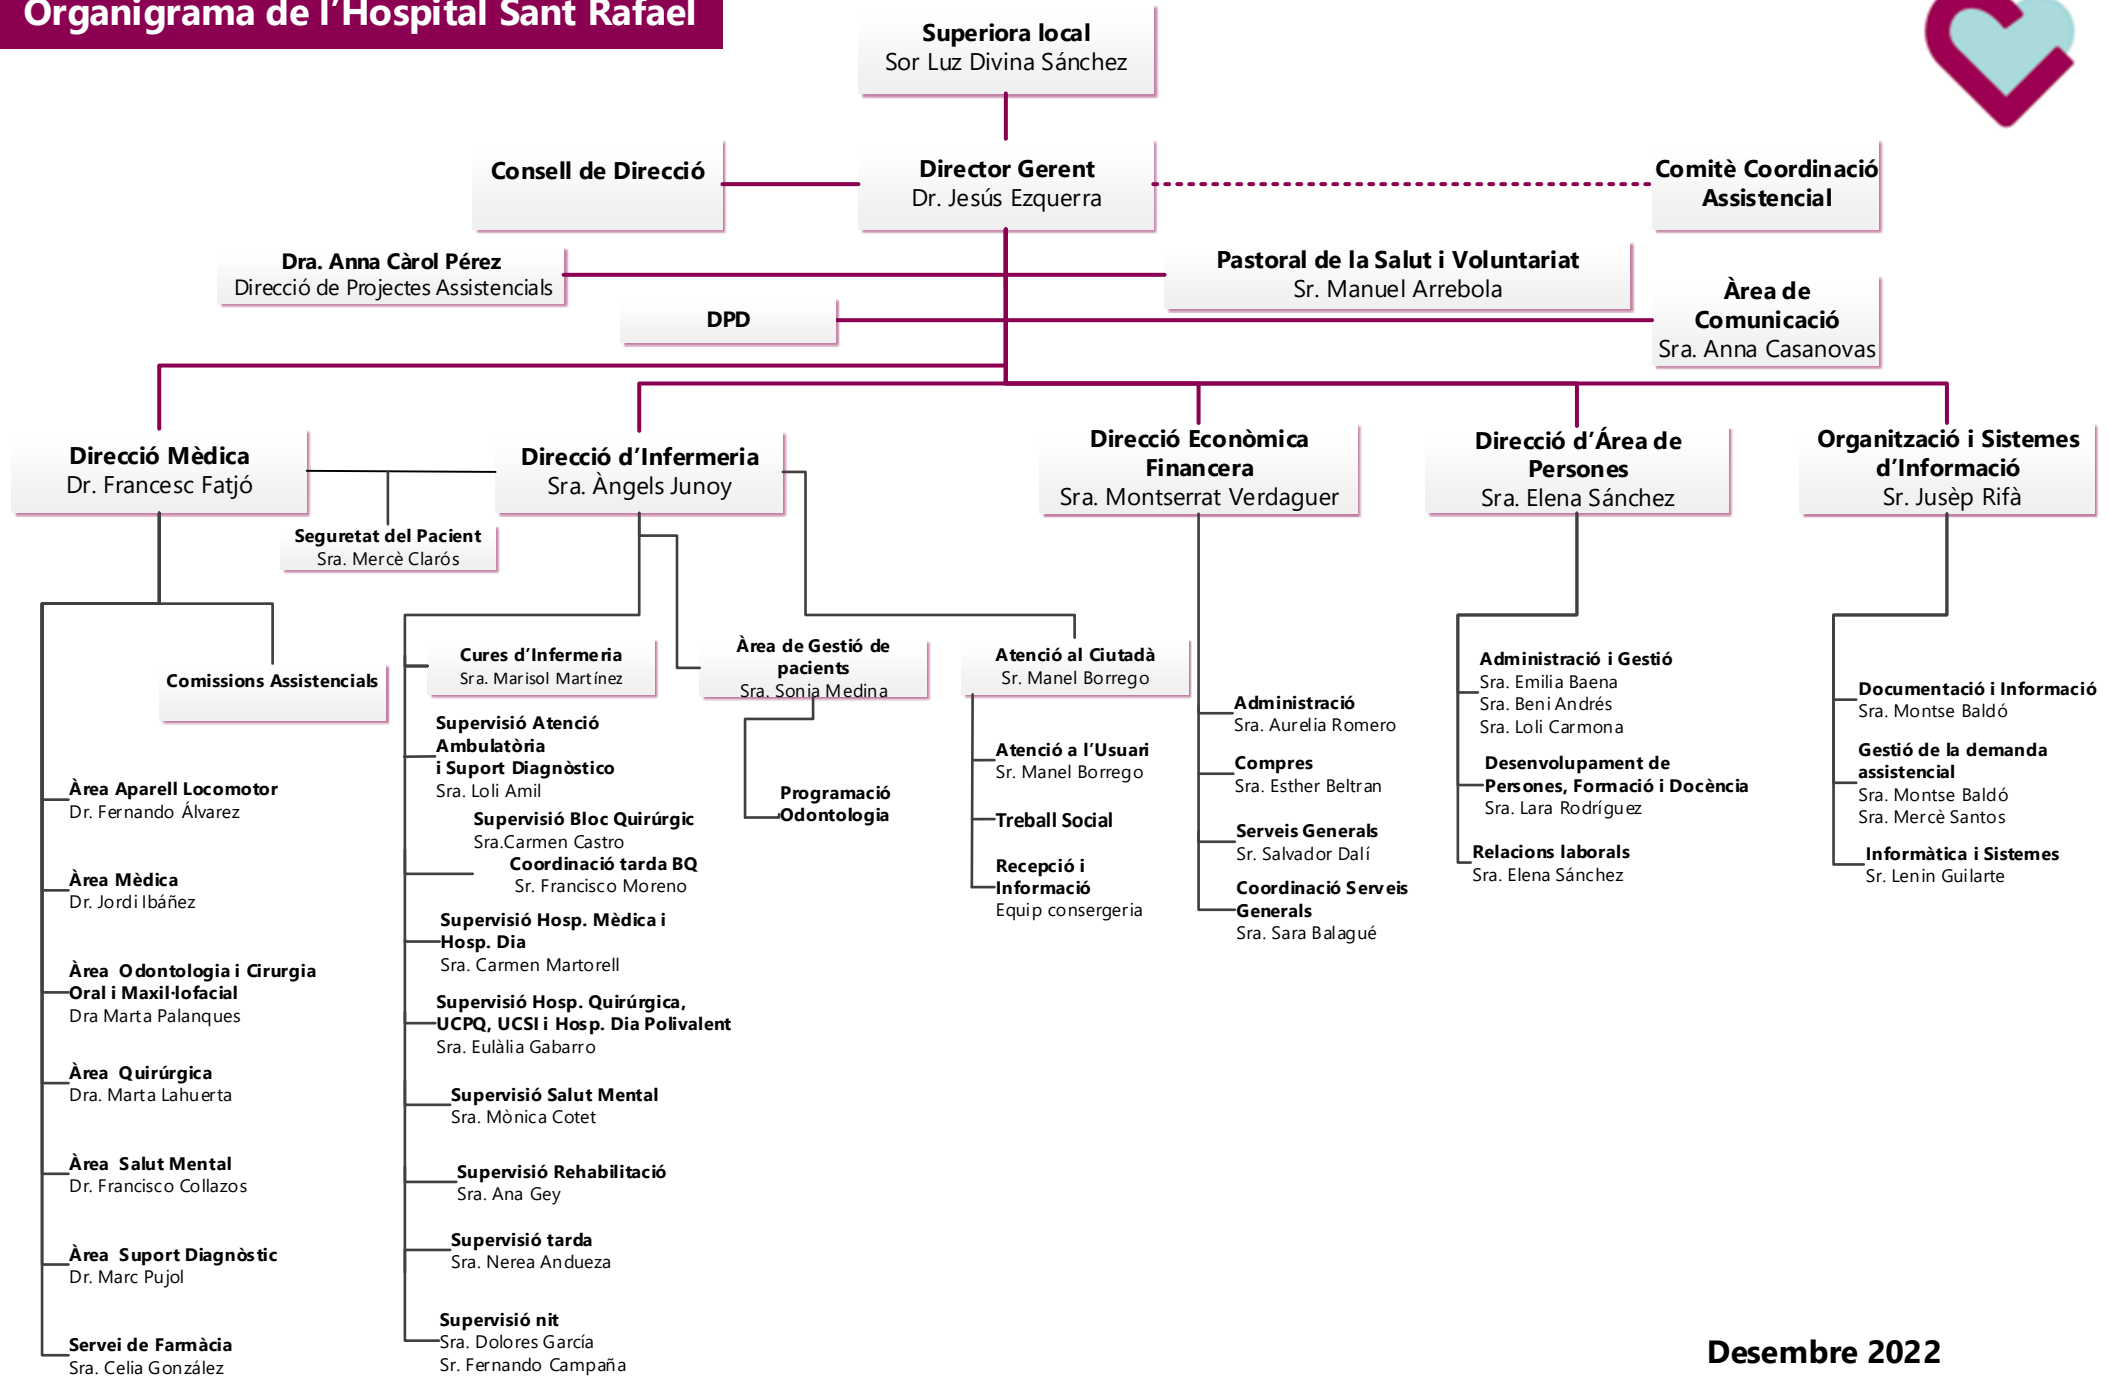 Organigrama de l’Hospital Sant Rafael
Superiora local
Sor Luz Divina Sánchez
Consell de Direcció
Director Gerent
Dr. Jesús Ezquerra
Comitè Coordinació
Assistencial
Dra. Anna Càrol Pérez
Direcció de Projectes Assistencials
Pastoral de la Salut i Voluntariat
Sr. Manuel Arrebola
DPD
Àrea de
Comunicació
Sra. Anna Casanovas
Direcció Mèdica
Dr. Francesc Fatjó
Direcció d’Infermeria
Sra. Àngels Junoy
Direcció Econòmica
Financera
Sra. Montserrat Verdaguer
Direcció d’Área de
Persones
Sra. Elena Sánchez
Organització i Sistemes
d’Informació
Sr. Jusèp Rifà
Seguretat del Pacient
Sra. Mercè Clarós
Comissions Assistencials
Àrea Aparell Locomotor
Dr. Fernando Álvarez
Àrea Mèdica
Dr. Jordi Ibáñez
Àrea Odontologia i Cirurgia
Oral i Maxil·lofacial
Dra Marta Palanques
Àrea Quirúrgica
Dra. Marta Lahuerta
Àrea Salut Mental
Dr. Francisco Collazos
Àrea Suport Diagnòstic
Dr. Marc Pujol
Servei de Farmàcia
Sra. Celia González
Cures d’Infermeria
Sra. Marisol Martínez
Supervisió Atenció
Ambulatòria
i Suport Diagnòstico
Sra. Loli Amil
Supervisió Bloc Quirúrgic
Sra.Carmen Castro
Coordinació tarda BQ
Sr. Francisco Moreno
Supervisió Hosp. Mèdica i
Hosp. Dia
Sra. Carmen Martorell
Supervisió Hosp. Quirúrgica,
UCPQ, UCSI i Hosp. Dia Polivalent
Sra. Eulàlia Gabarro
Supervisió Salut Mental
Sra. Mònica Cotet
Supervisió Rehabilitació
Sra. Ana Gey
Supervisió tarda
Sra. Nerea Andueza
Supervisió nit
Sra. Dolores García
Sr. Fernando Campaña
Àrea de Gestió de
pacients
Sra. Sonia Medina
Programació
Odontologia
Atenció al Ciutadà
Sr. Manel Borrego
Atenció a l’Usuari
Sr. Manel Borrego
Treball Social
Recepció i
Informació
Equip consergeria
Administració
Sra. Aurelia Romero
Compres
Sra. Esther Beltran
Serveis Generals
Sr. Salvador Dalí
Coordinació Serveis
Generals
Sra. Sara Balagué
Administració i Gestió
Sra. Emilia Baena
Sra. Beni Andrés
Sra. Loli Carmona
Desenvolupament de
Persones, Formació i Docència
Sra. Lara Rodríguez
Relacions laborals
Sra. Elena Sánchez
Documentació i Informació
Sra. Montse Baldó
Gestió de la demanda
assistencial
Sra. Montse Baldó
Sra. Mercè Santos
Informàtica i Sistemes
Sr. Lenin Guilarte
Desembre 2022